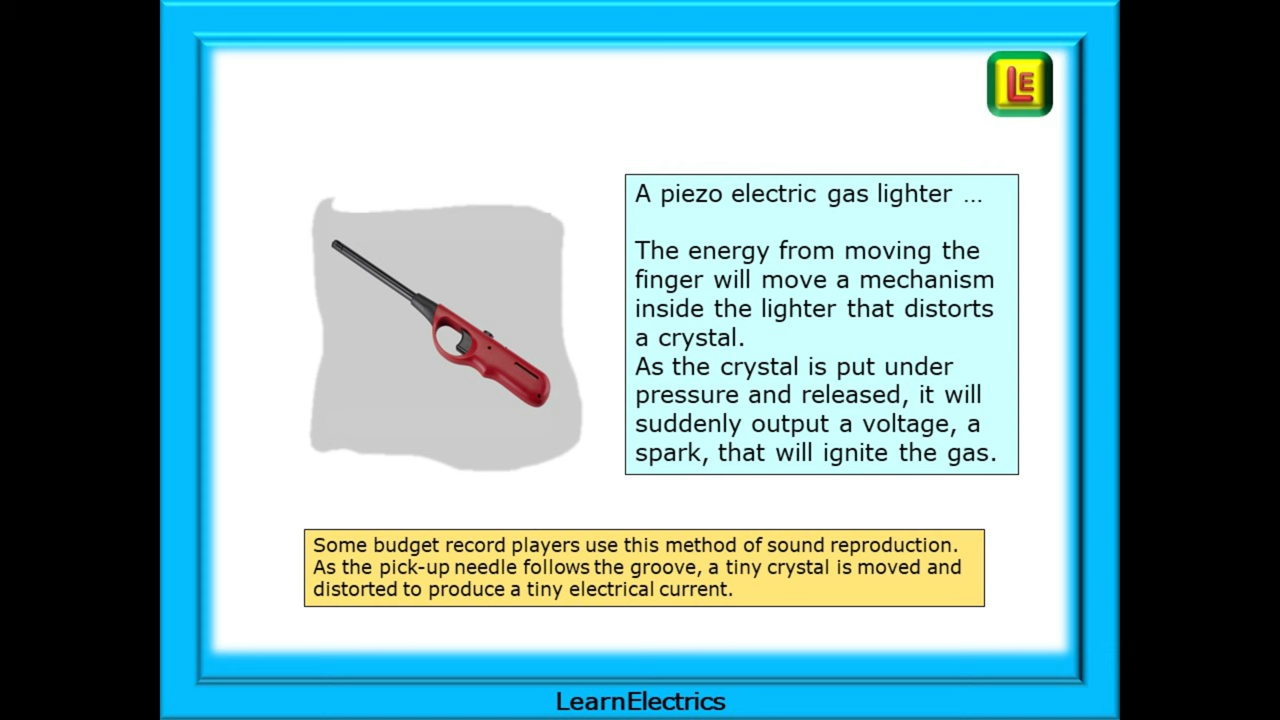 LE
A piezo electric gas lighter ...
The energy from moving the
finger will move a mechanism
inside the lighter that distorts
a crystal.
As the crystal is put under
pressure and released, it will
suddenly output a voltage, a
spark, that will ignite the gas.
Some budget record players use this method of sound reproduction.
As the pick-up needle follows the groove, a tiny crystal is moved and
distorted to produce a tiny electrical current.
LearnElectrics